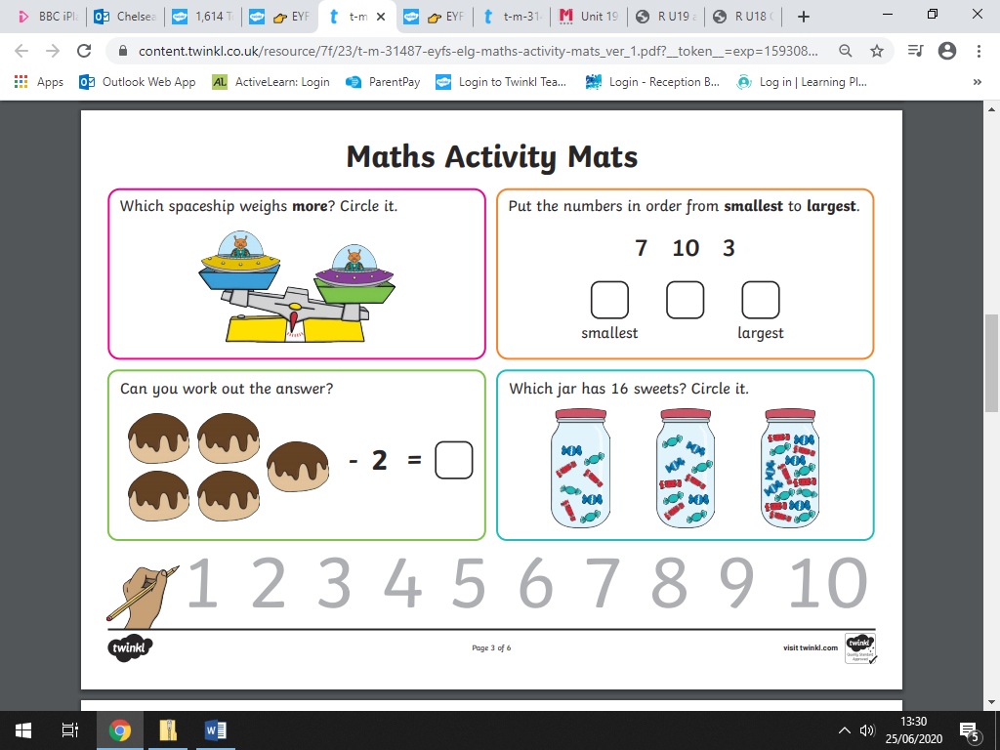 BBC iPl
Chelsea
1,614 T
EYF
t-m
EYF
t-m-31
Unit 19
R U19 a
R U18 (
content.twinkl.co.uk/resource/7f/23/t-m-31487-eyfs-elg-maths-activity-mats_ver_1.pdf?__token__=exp=159308...
Apps
Outlook Web App
AL ActiveLearn: Login
ParentPay
Login to Twinkl Tea...
Login - Reception B...
Log in | Learning Pl...
Maths Activity Mats
Which spaceship weighs more? Circle it.
Put the numbers in order from smallest to largest.
7 10 3
smallest largest
Can you work out the answer?
- 2 =
Which jar has 16 sweets? Circle it.
1 2 3 4 5 6 7 8 9 10
twinkl
Page 3 of 6
visit twinkl.com
twinkl
Quality Standard
Approved
13:30
25/06/2020
5